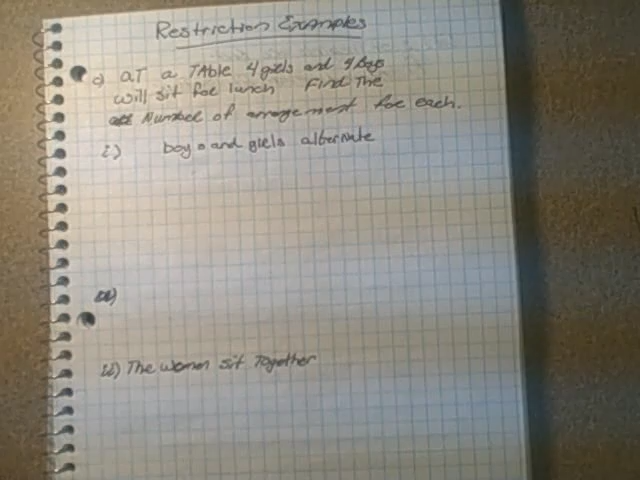 Restriction Examples
c) at a Table 4 girls and 4 Boys
will sit for lunch Find The
Number of arrangement for each.
i) boys and girls alternate
ii) The women sit Together